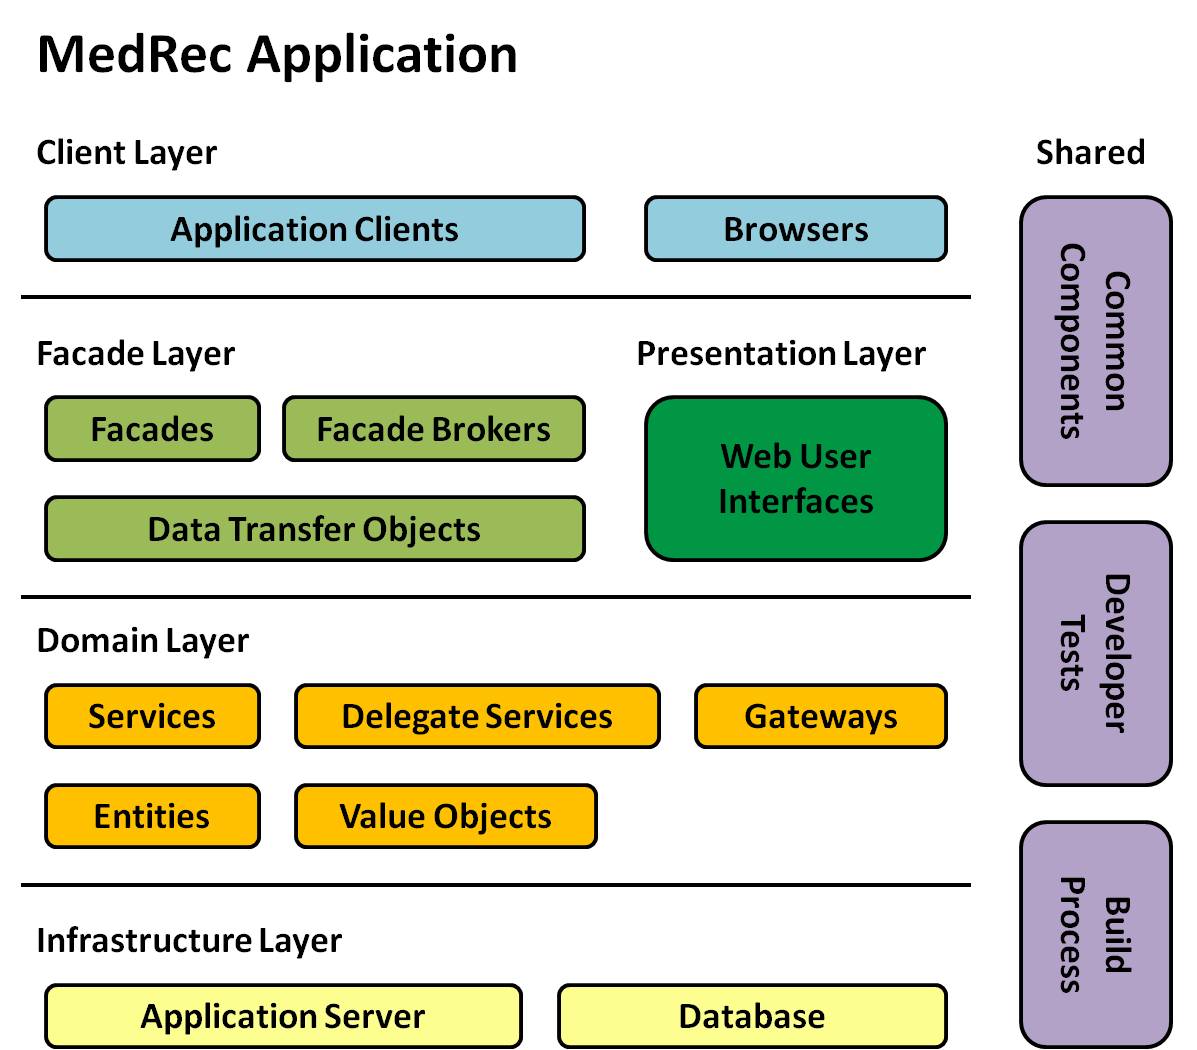 MedRec Application
Client Layer
Application Clients
Browsers
Facade Layer
Presentation Layer
Facades
Facade Brokers
Data Transfer Objects
Web User
Interfaces
Domain Layer
Services
Delegate Services
Gateways
Entities
Value Objects
Infrastructure Layer
Application Server
Database
Shared
Common
Components
Developer
Tests
Build
Process